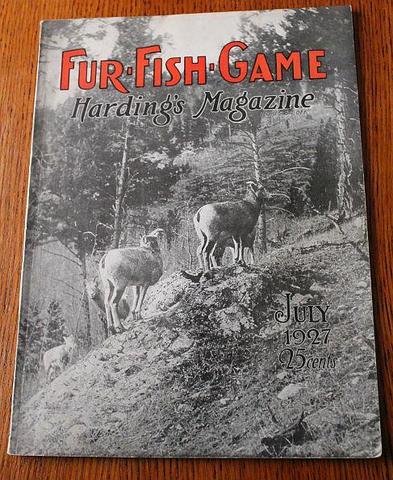 FUR·FISH·GAME
Harding's Magazine
JULY
1927
25cents